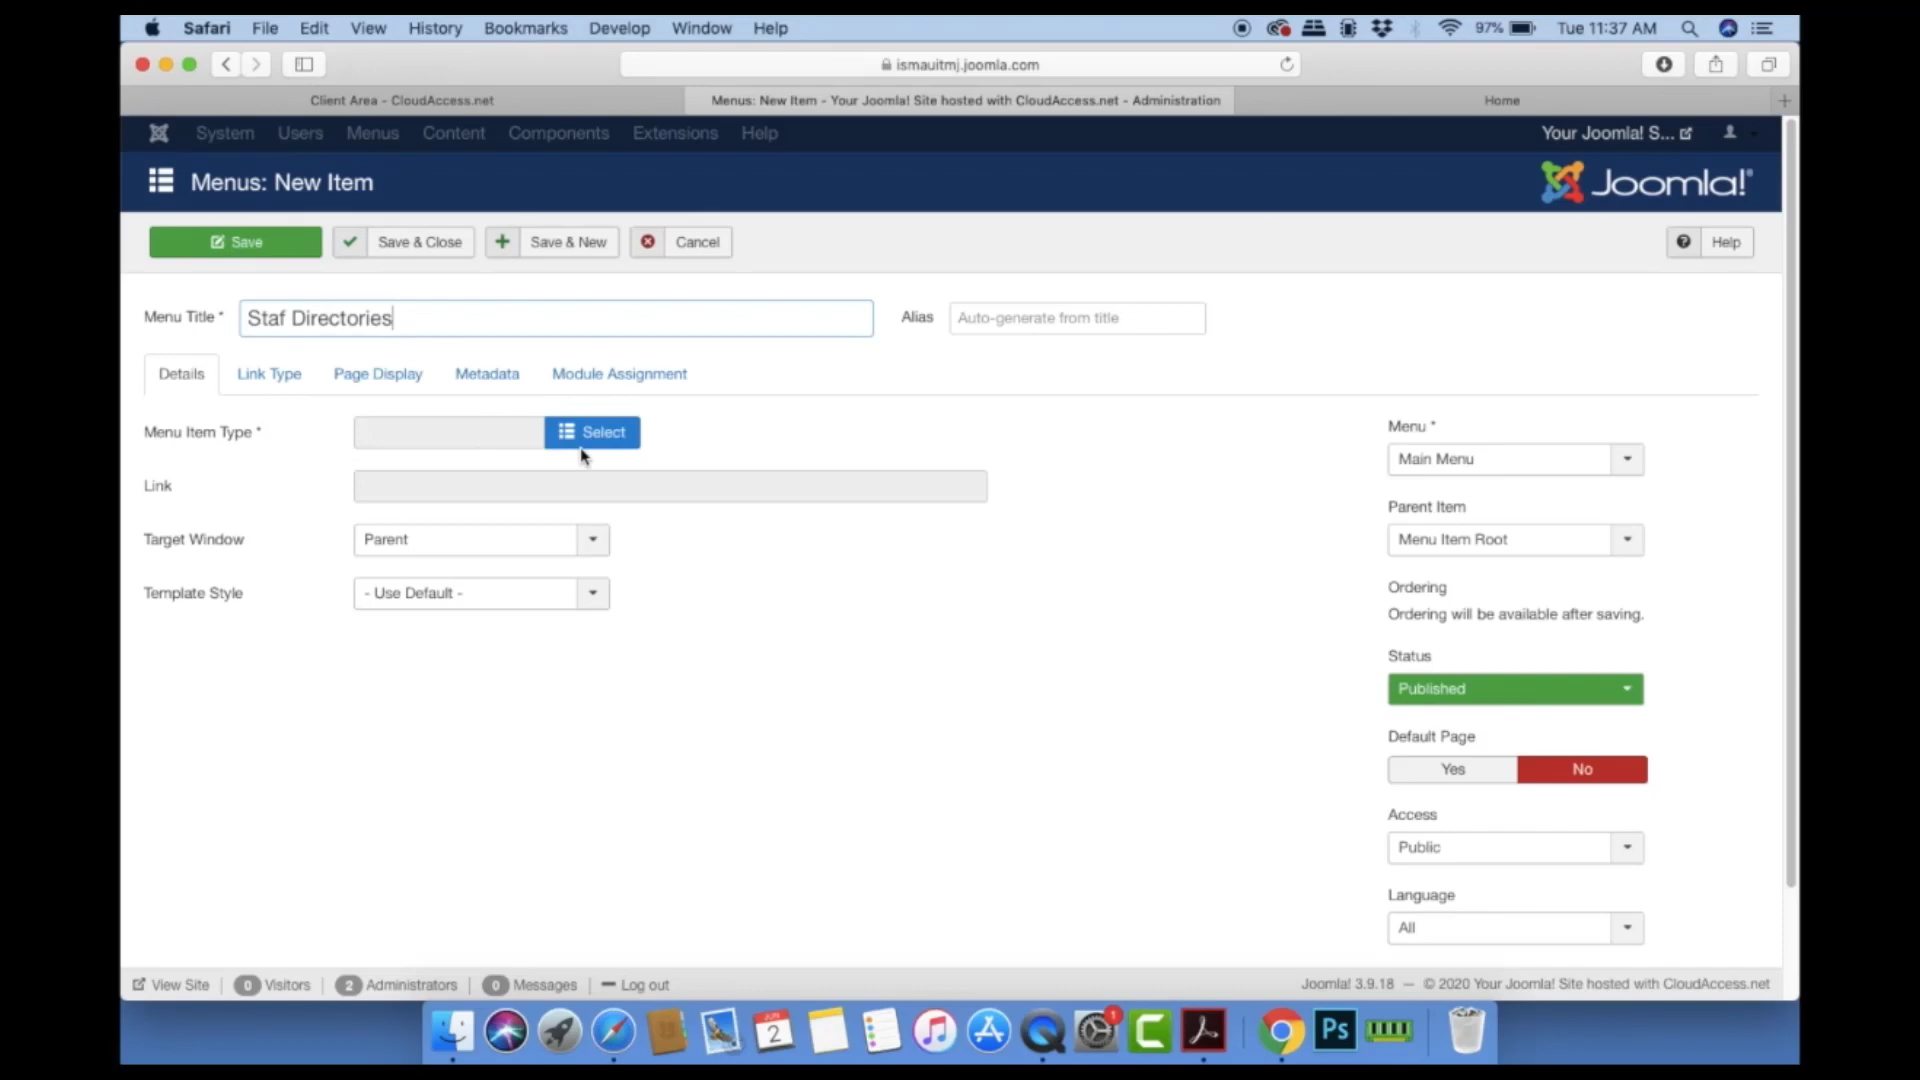 Safari File Edit View History Bookmarks Develop Window Help 97% Tue 11:37 AM
ismauitmj.joomla.com
Client Area - CloudAccess.net Menus: New Item - Your Joomla! Site hosted with CloudAccess.net - Administration Home
System Users Menus Content Components Extensions Help Your Joomla! S...
Menus: New Item Joomla!®
Save Save & Close Save & New Cancel Help
Menu Title * Staf Directories Alias Auto-generate from title
Details Link Type Page Display Metadata Module Assignment
Menu Item Type * Select
Link
Target Window Parent
Template Style - Use Default -
Menu *
Main Menu
Parent Item
Menu Item Root
Ordering
Ordering will be available after saving.
Status
Published
Default Page
Yes No
Access
Public
Language
All
View Site 0 Visitors 2 Administrators 0 Messages Log out Joomla! 3.9.18 — © 2020 Your Joomla! Site hosted with CloudAccess.net
JUN
2
1
Ps